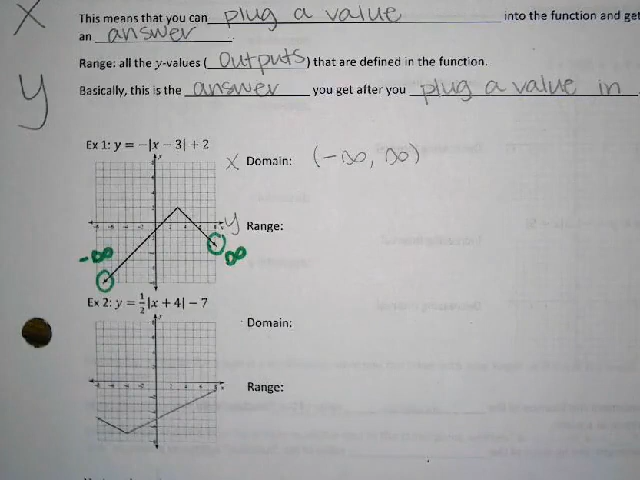 X This means that you can plug a value into the function and get
an answer.
Range: all the y-values (outputs) that are defined in the function.
y Basically, this is the answer you get after you plug a value in.
Ex 1: y = -|x - 3| + 2
x Domain: (-∞, ∞)
y Range:
-∞ ∞
Ex 2: y = 1/2|x + 4| - 7
Domain:
Range: